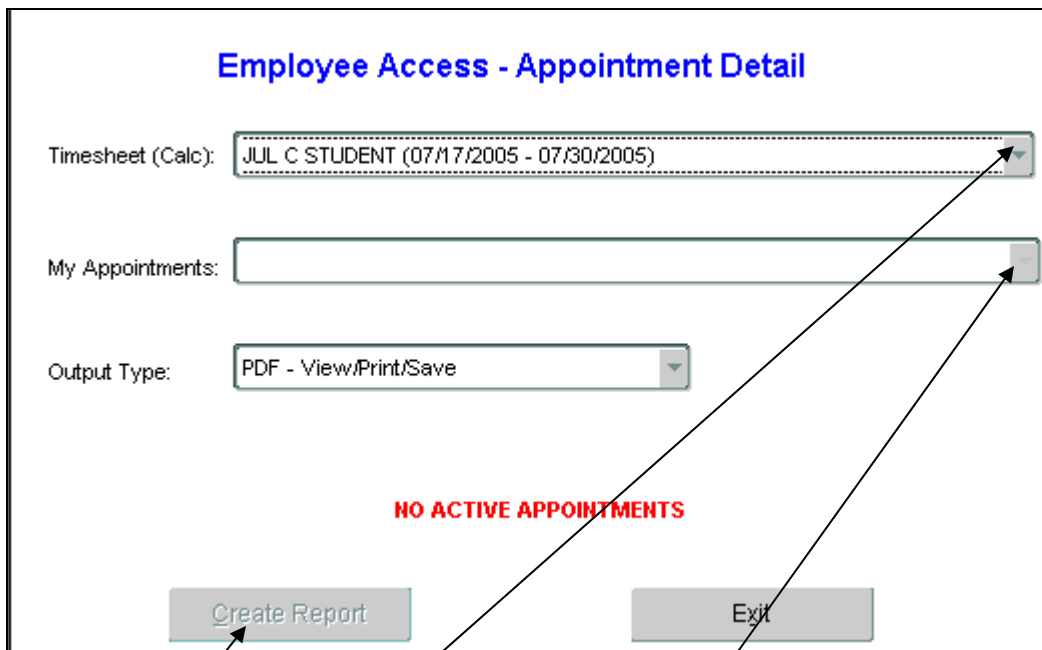 Employee Access - Appointment Detail
Timesheet (Calc): JUL C STUDENT (07/17/2005 - 07/30/2005)
My Appointments:
Output Type: PDF - View/Print/Save
NO ACTIVE APPOINTMENTS
Create Report Exit